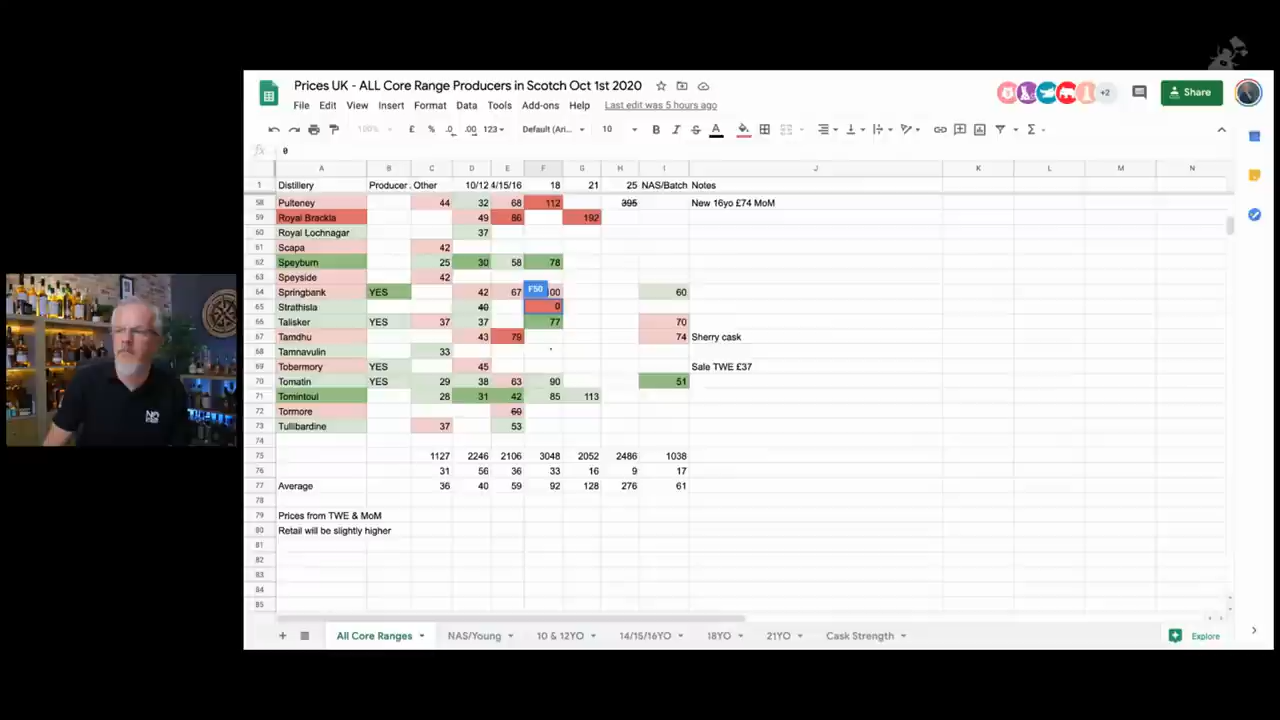 Prices UK - ALL Core Range Producers in Scotch Oct 1st 2020
+2
Share
File Edit View Insert Format Data Tools Add-ons Help Last edit was 5 hours ago
100% £ % .0 .00 123 Default (Ari... 10 B I S A
fx 0
A B C D E F G H I J K L M N
1 Distillery Producer . Other 10/12 4/15/16 18 21 25 NAS/Batch Notes
58 Pulteney 44 32 68 112 395 New 16yo £74 MoM
59 Royal Brackla 49 86 192
60 Royal Lochnagar 37
61 Scapa 42
62 Speyburn 25 30 58 78
63 Speyside 42
64 Springbank YES 42 67 F50 00 60
65 Strathisla 40 0
66 Talisker YES 37 37 77 70
67 Tamdhu 43 79 74 Sherry cask
68 Tamnavulin 33
69 Tobermory YES 45 Sale TWE £37
70 Tomatin YES 29 38 63 90 51
71 Tomintoul 28 31 42 85 113
72 Tormore 60
73 Tullibardine 37 53
74
75 1127 2246 2106 3048 2052 2486 1038
76 31 56 36 33 16 9 17
77 Average 36 40 59 92 128 276 61
78
79 Prices from TWE & MoM
80 Retail will be slightly higher
81
82
83
84
85
+ All Core Ranges NAS/Young 10 & 12YO 14/15/16YO 18YO 21YO Cask Strength Explore